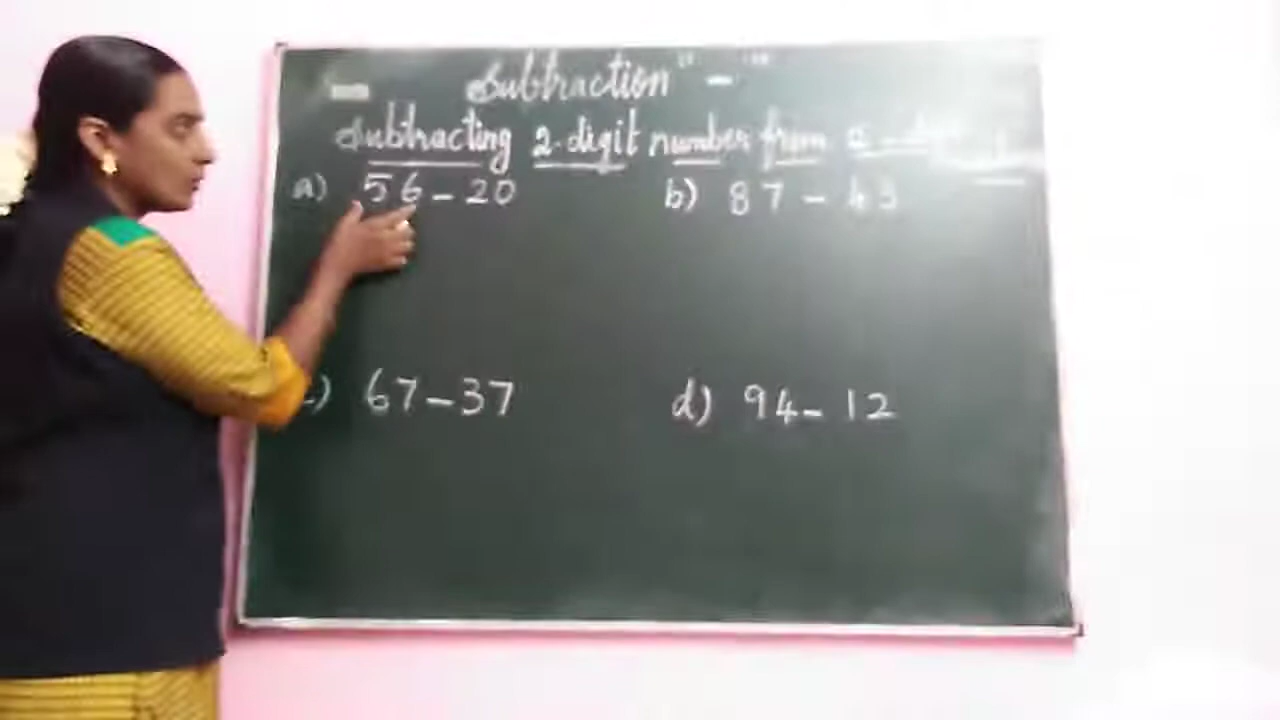 Subtraction -
Subtracting 2-digit number from
a) 56-20 b) 87 - 43
67-37 d) 94- 12